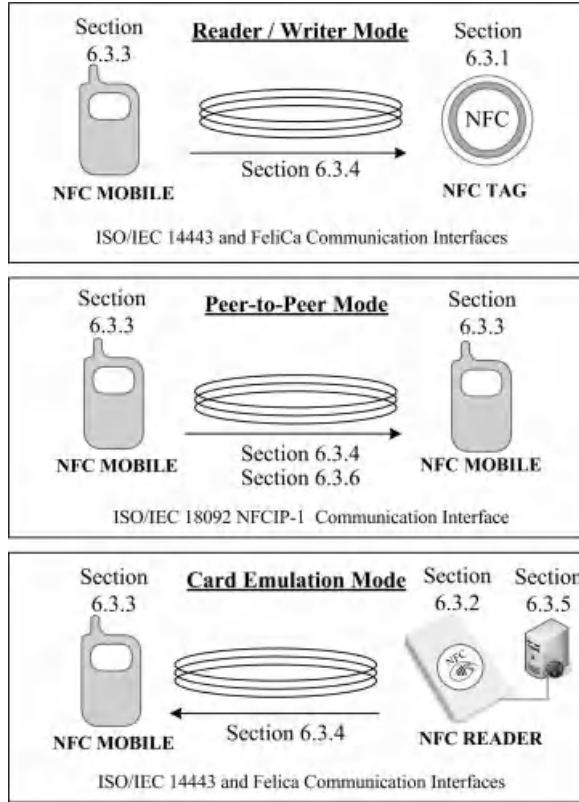 Section
6.3.3
Reader / Writer Mode
Section
6.3.1
NFC
Section 6.3.4
NFC MOBILE
NFC TAG
ISO/IEC 14443 and FeliCa Communication Interfaces
Section
6.3.3
Peer-to-Peer Mode
Section
6.3.3
Section 6.3.4
Section 6.3.6
NFC MOBILE
NFC MOBILE
ISO/IEC 18092 NFCIP-1 Communication Interface
Section
6.3.3
Card Emulation Mode
Section
6.3.2
Section
6.3.5
NFC
Section 6.3.4
NFC MOBILE
NFC READER
ISO/IEC 14443 and Felica Communication Interfaces